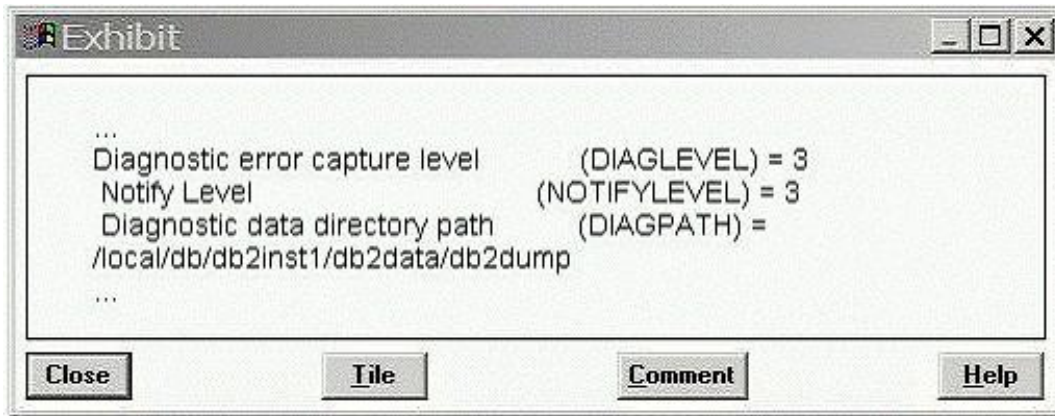 Exhibit
...
Diagnostic error capture level (DIAGLEVEL) = 3
Notify Level (NOTIFYLEVEL) = 3
Diagnostic data directory path (DIAGPATH) =
/local/db/db2inst1/db2data/db2dump
...
Close Tile Comment Help